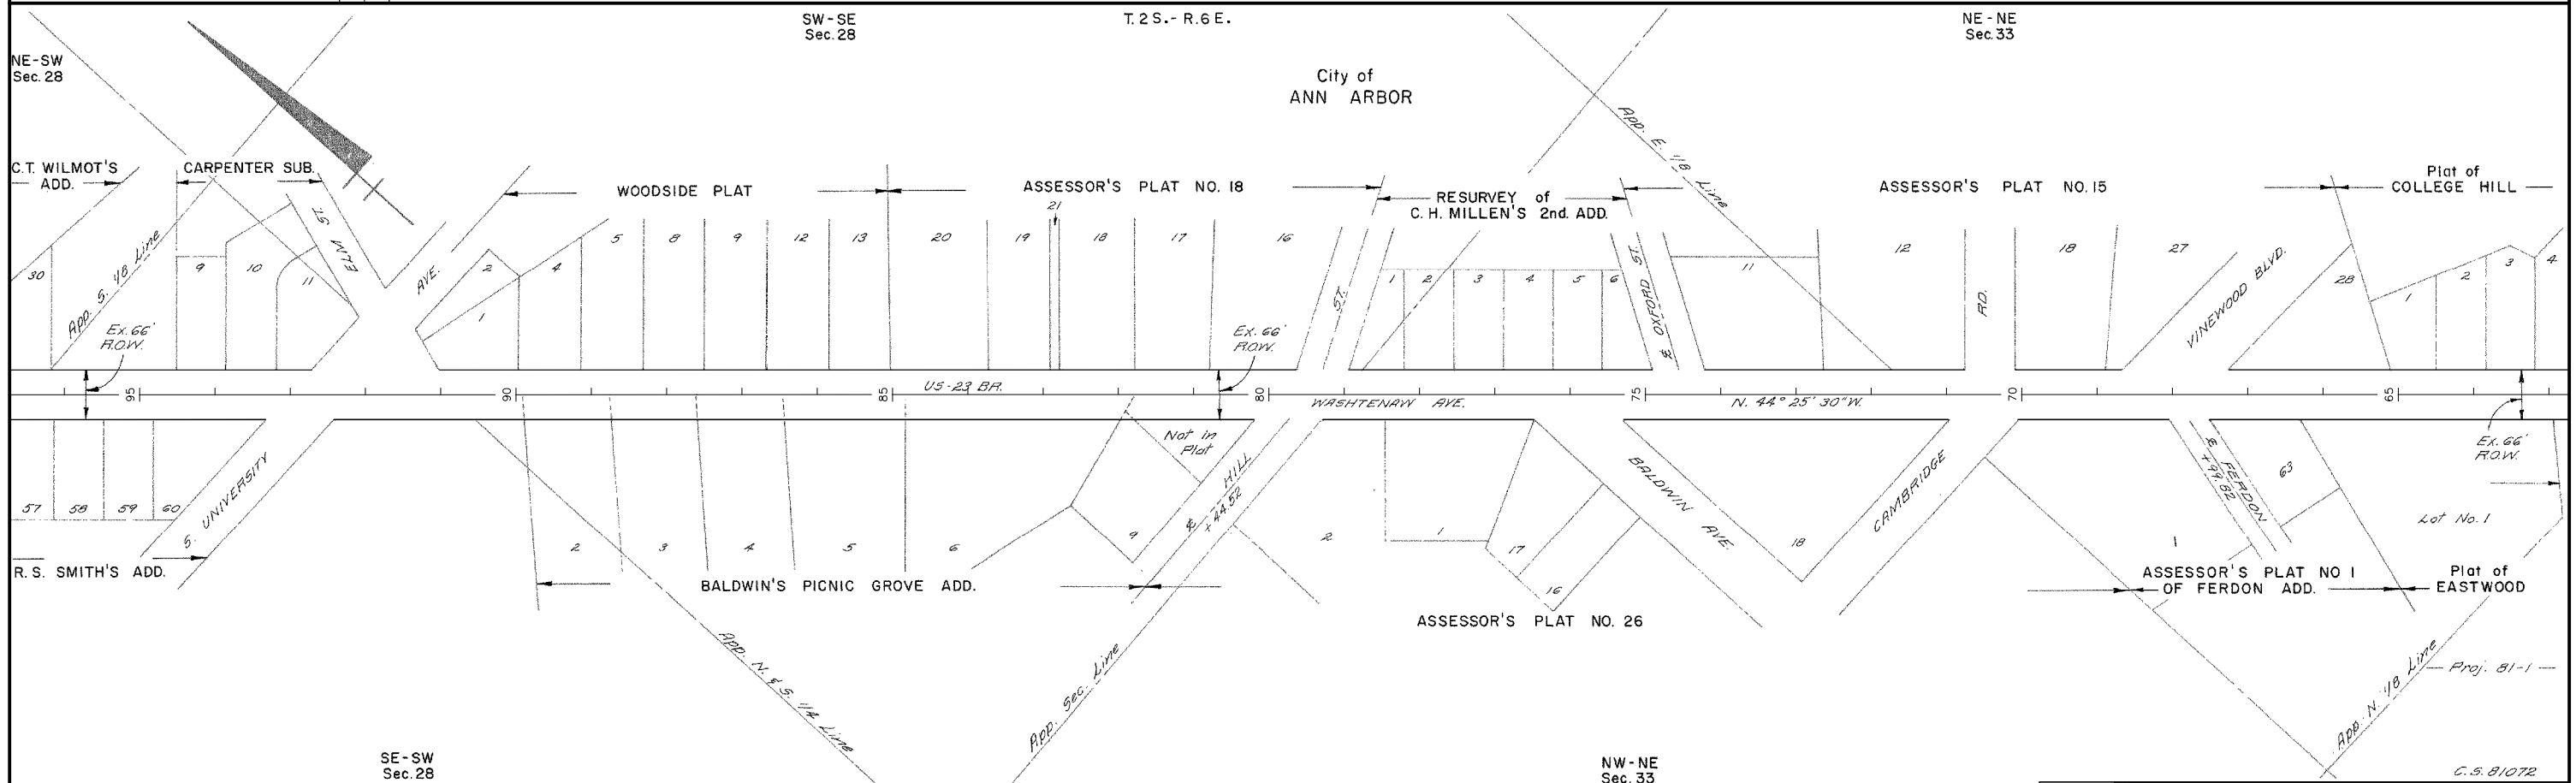 SW-SE
Sec. 28
T. 2 S. - R. 6 E.
NE-NE
Sec. 33
NE-SW
Sec. 28
City of
ANN ARBOR
App. E. 1/8 Line
C.T. WILMOT'S
ADD.
CARPENTER SUB.
WOODSIDE PLAT
ASSESSOR'S PLAT NO. 18
RESURVEY of
C. H. MILLEN'S 2nd. ADD.
ASSESSOR'S PLAT NO. 15
Plat of
COLLEGE HILL
30
App. S. 1/8 Line
9
10
11
ELM ST.
AVE.
2
1
4
5
8
9
12
13
20
19
21
18
17
16
ST.
1
2
3
4
5
6
℄ OXFORD ST.
11
12
RD.
18
27
VINEWOOD BLVD.
28
1
2
3
4
Ex. 66'
R.O.W.
Ex. 66'
R.O.W.
95
90
85
80
75
70
65
US-23 BR.
WASHTENAW AVE.
N. 44° 25' 30" W.
Ex. 66'
R.O.W.
57
58
59
60
S. UNIVERSITY
R. S. SMITH'S ADD.
2
3
4
5
6
Not in
Plat
9
℄ HILL
+44.52
BALDWIN'S PICNIC GROVE ADD.
2
1
17
16
BALDWIN AVE.
18
CAMBRIDGE
℄ FERDON
+99.82
63
1
Lot No. 1
ASSESSOR'S PLAT NO 1
OF FERDON ADD.
Plat of
EASTWOOD
ASSESSOR'S PLAT NO. 26
App. N. & S. 1/4 Line
App. Sec. Line
App. N. 1/8 Line
Proj. 81-1
SE-SW
Sec. 28
NW-NE
Sec. 33
C.S. 81072